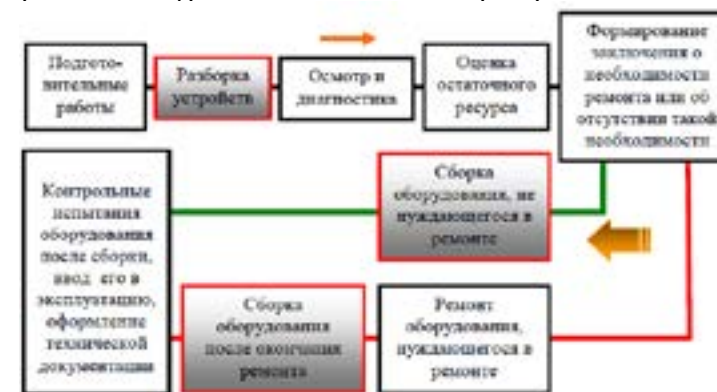 Подгото-
вительные
работы
Разборка
устройств
Осмотр и
диагностика
Оценка
остаточного
ресурса
Формирование
заключения о
необходимости
ремонта или об
отсутствии такой
необходимости
Контрольные
испытания
оборудования
после сборки,
ввод его в
эксплуатацию,
оформление
технической
документации
Сборка
оборудования, не
нуждающегося в
ремонте
Сборка
оборудования
после окончания
ремонта
Ремонт
оборудования,
нуждающегося в
ремонте